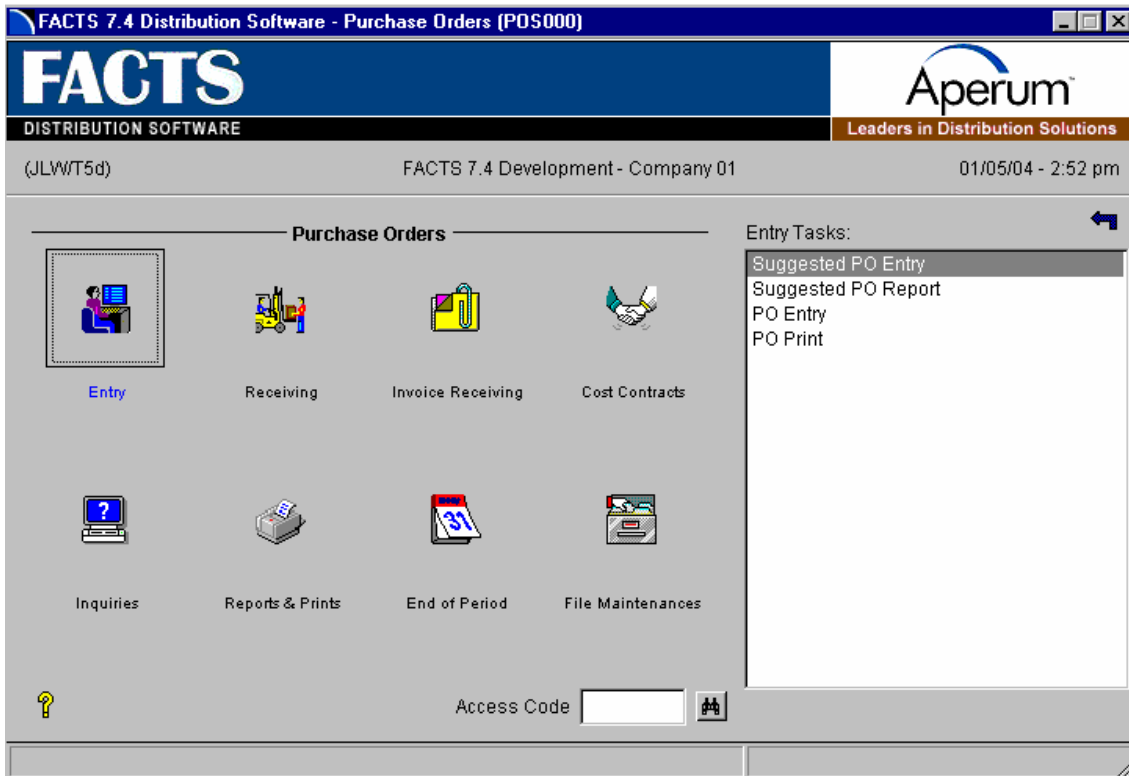 FACTS 7.4 Distribution Software - Purchase Orders (POS000)
FACTS
DISTRIBUTION SOFTWARE
Aperum™
Leaders in Distribution Solutions
(JLW/T5d)
FACTS 7.4 Development - Company 01
01/05/04 - 2:52 pm
Purchase Orders
Entry
Receiving
Invoice Receiving
Cost Contracts
Inquiries
Reports & Prints
31
End of Period
File Maintenances
Access Code
Entry Tasks:
Suggested PO Entry
Suggested PO Report
PO Entry
PO Print